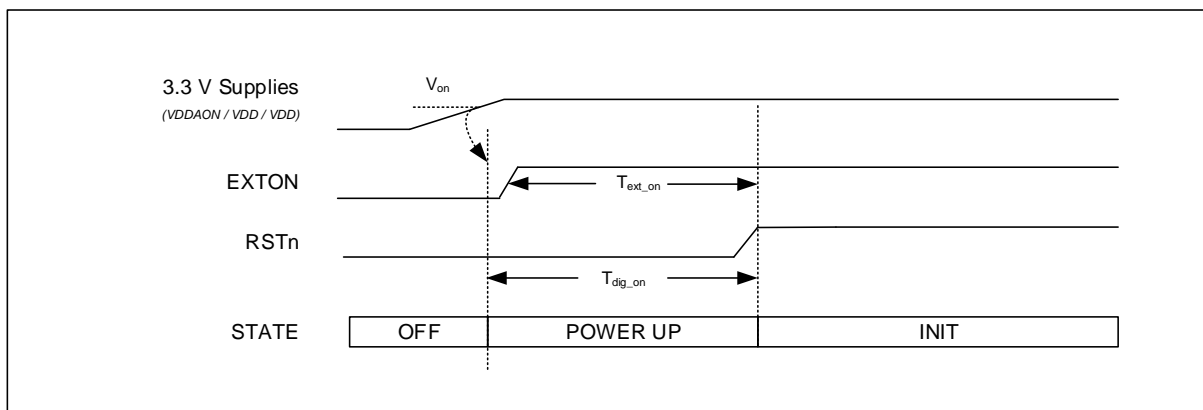 3.3 V Supplies
(VDDAON / VDD / VDD)
Von
EXTON
Text_on
RSTn
Tdig_on
STATE
OFF
POWER UP
INIT